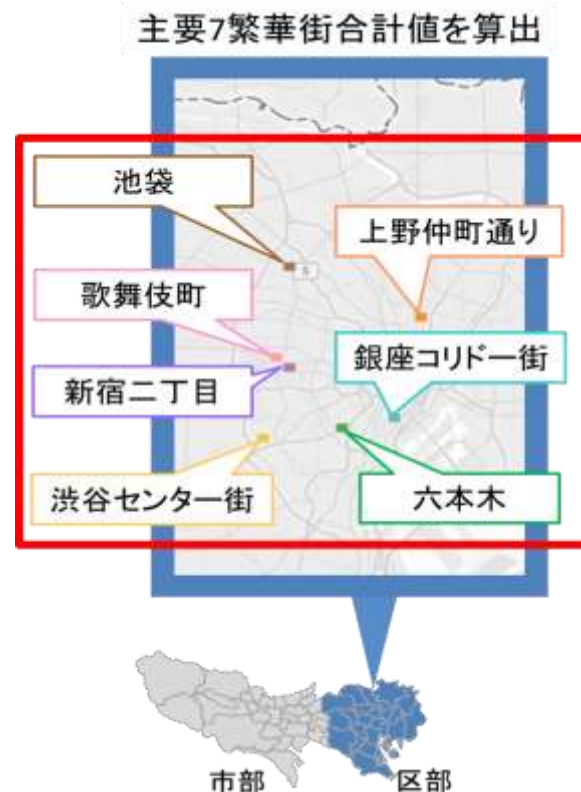 主要7繁華街合計値を算出
池袋
上野仲町通り
歌舞伎町
銀座コリドー街
新宿二丁目
渋谷センター街
六本木
市部
区部